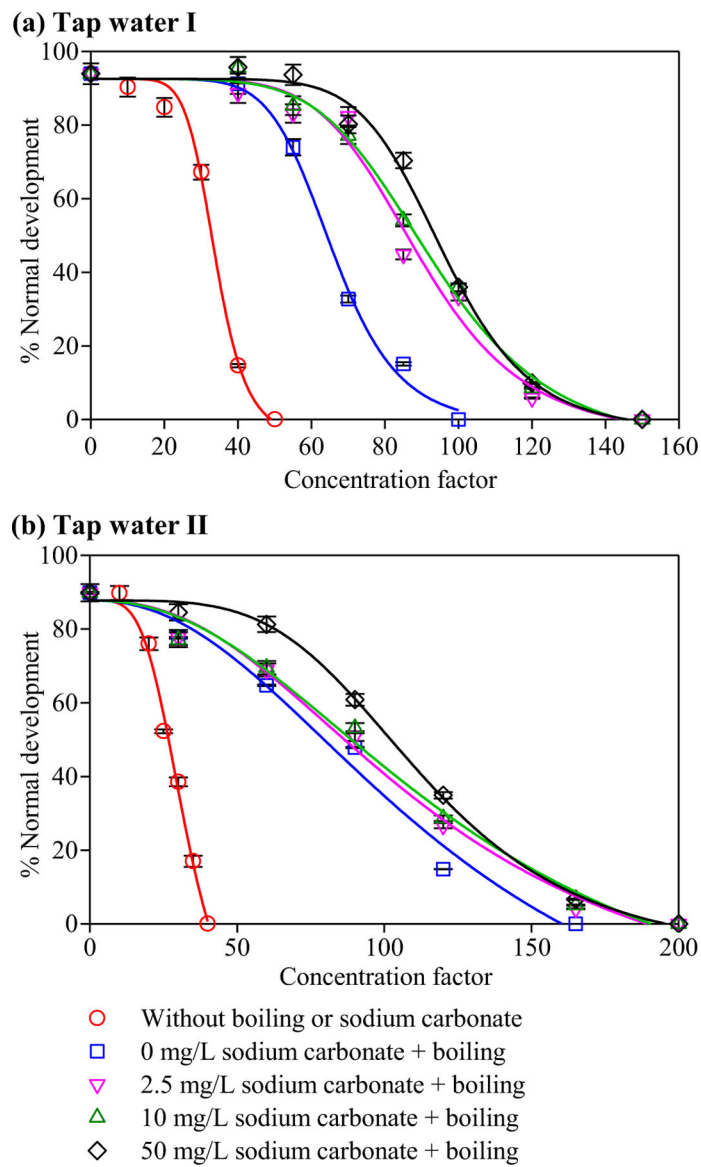 (a) Tap water I
100
80
60
40
20
0
% Normal development
0 20 40 60 80 100 120 140 160
Concentration factor
(b) Tap water II
100
80
60
40
20
0
% Normal development
0 50 100 150 200
Concentration factor
Without boiling or sodium carbonate
0 mg/L sodium carbonate + boiling
2.5 mg/L sodium carbonate + boiling
10 mg/L sodium carbonate + boiling
50 mg/L sodium carbonate + boiling